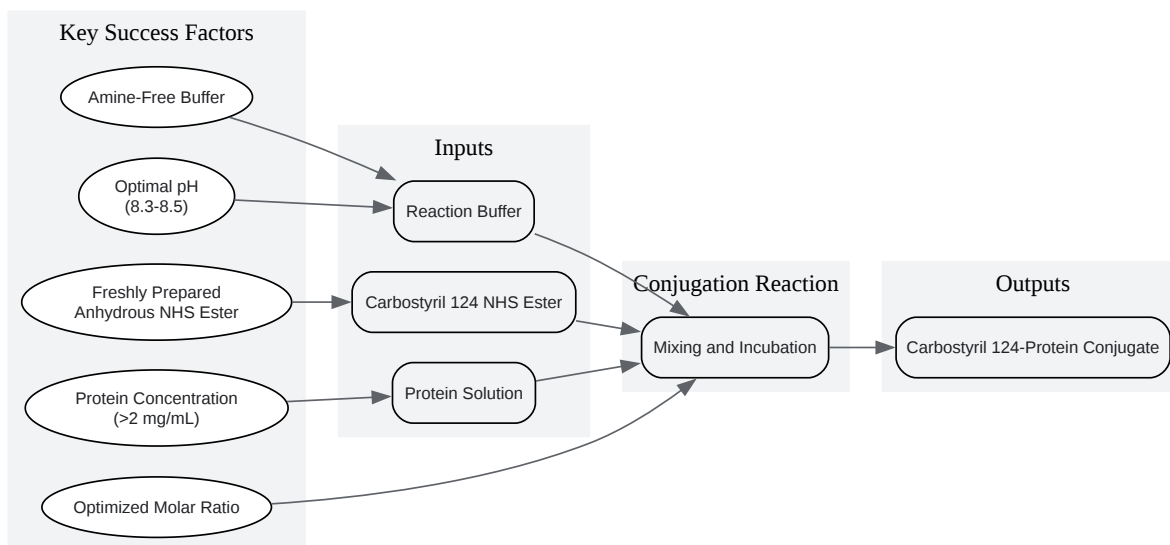 Key Success Factors
Amine-Free Buffer
Optimal pH
(8.3-8.5)
Freshly Prepared
Anhydrous NHS Ester
Protein Concentration
(>2 mg/mL)
Optimized Molar Ratio
Inputs
Reaction Buffer
Carbostyril 124 NHS Ester
Protein Solution
Conjugation Reaction
Mixing and Incubation
Outputs
Carbostyril 124-Protein Conjugate